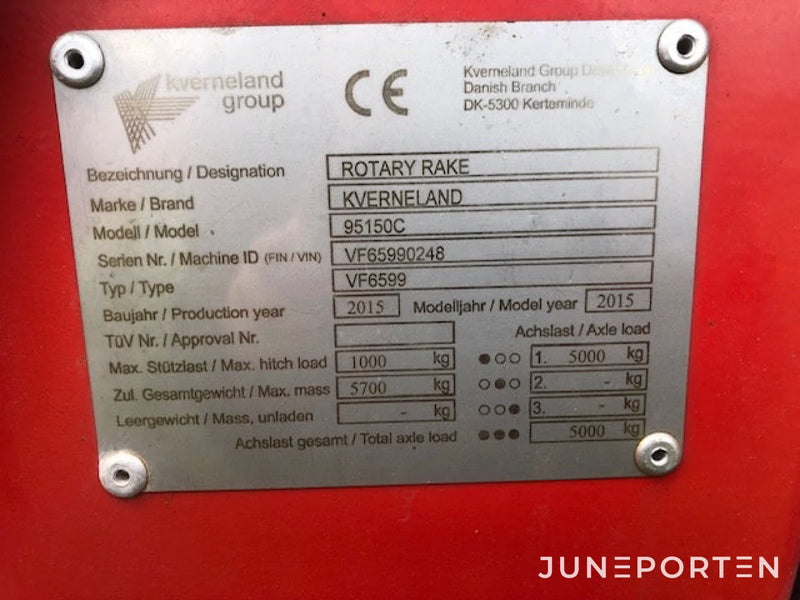 kverneland
group
CE
Kverneland Group
Danish Branch
DK-5300 Kerteminde
Bezeichnung / Designation ROTARY RAKE
Marke / Brand KVERNELAND
Modell / Model 95150C
Serien Nr. / Machine ID (FIN / VIN) VF65990248
Typ / Type VF6599
Baujahr / Production year 2015 Modelljahr / Model year 2015
TüV Nr. / Approval Nr. Achslast / Axle load
Max. Stützlast / Max. hitch load 1000 kg 1. 5000 kg
Zul. Gesamtgewicht / Max. mass 5700 kg 2. - kg
Leergewicht / Mass, unladen - kg 3. - kg
Achslast gesamt / Total axle load 5000 kg
JUNEPORTEN